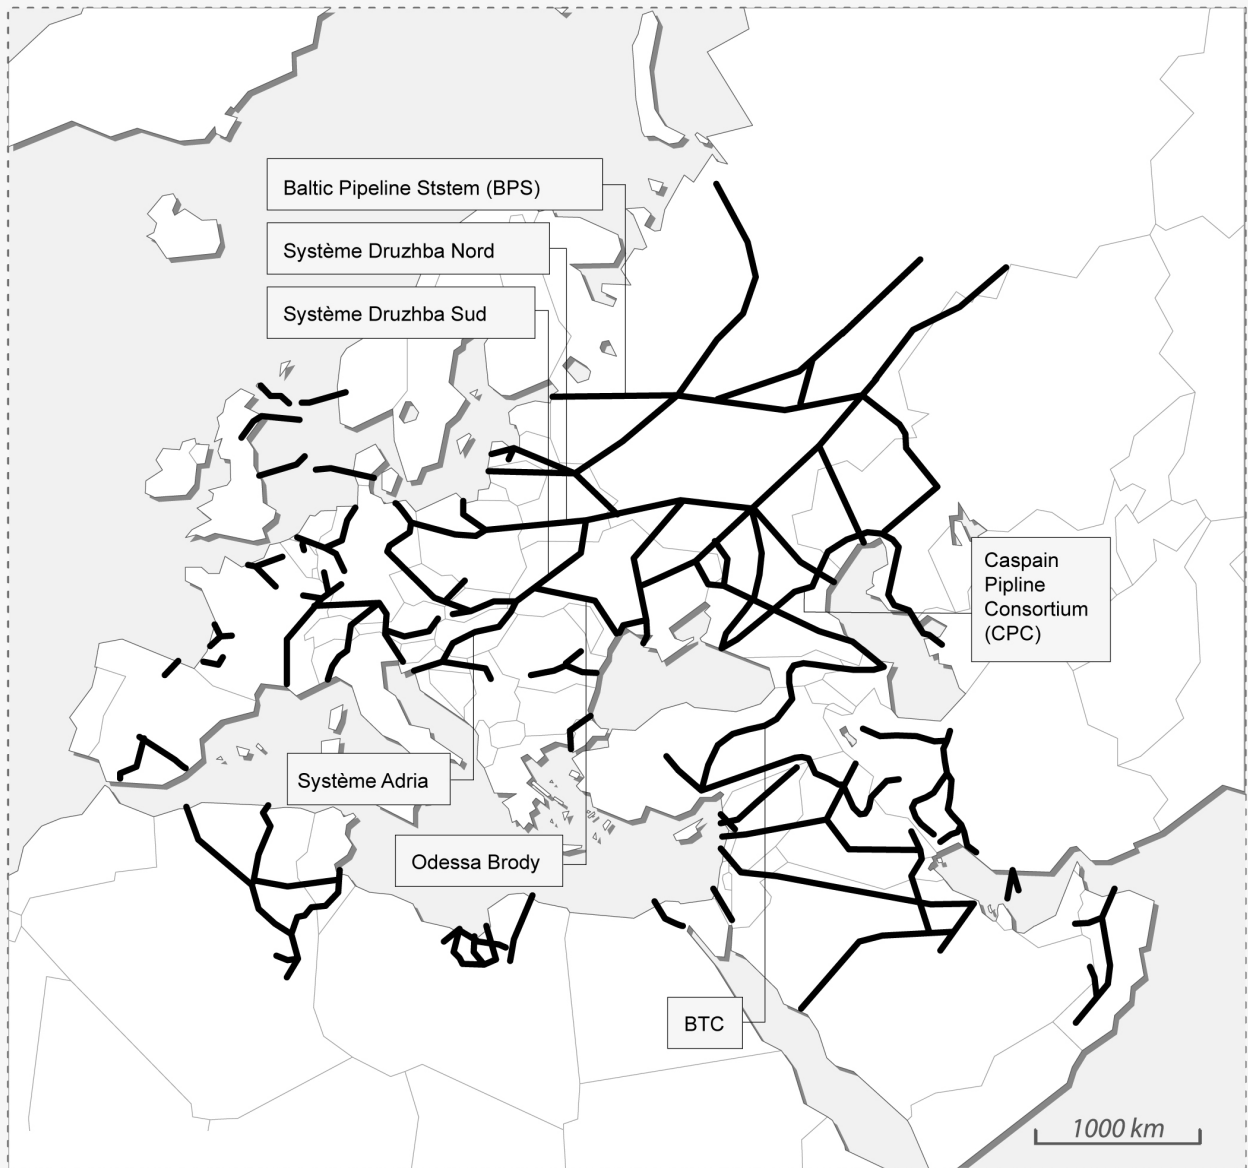 Baltic Pipeline Ststem (BPS)
Système Druzhba Nord
Système Druzhba Sud
Caspain
Pipline
Consortium
(CPC)
Système Adria
Odessa Brody
BTC
1000 km